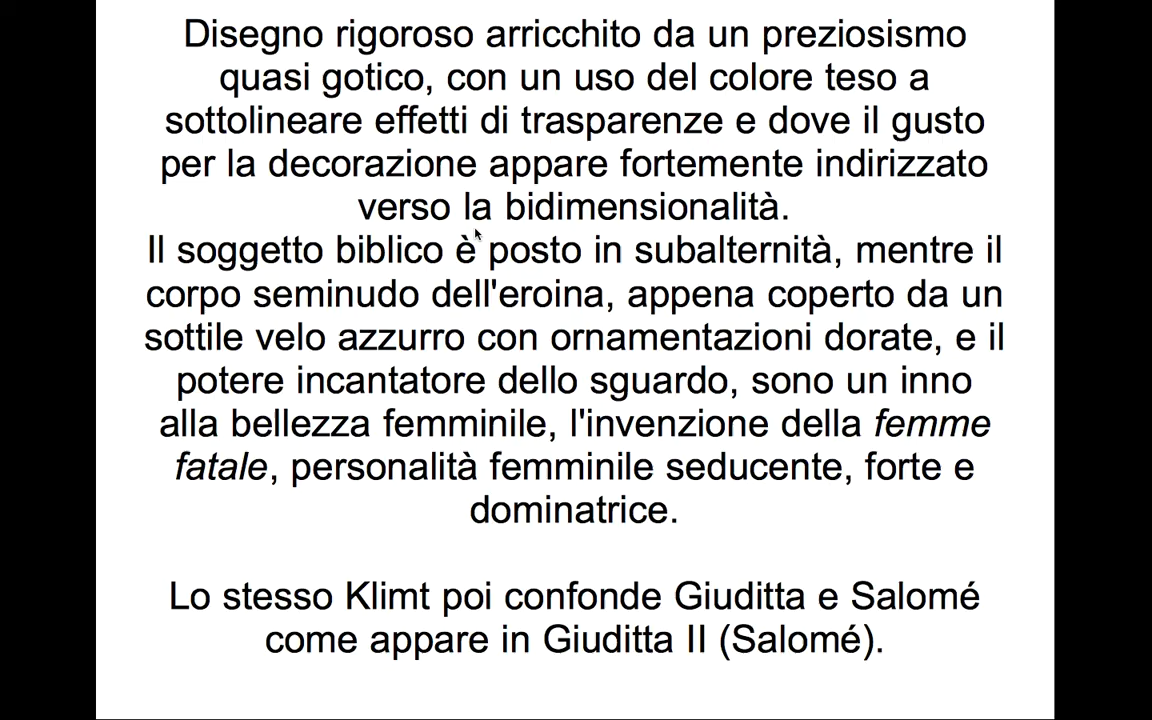 Disegno rigoroso arricchito da un preziosismo
quasi gotico, con un uso del colore teso a
sottolineare effetti di trasparenze e dove il gusto
per la decorazione appare fortemente indirizzato
verso la bidimensionalità.
Il soggetto biblico è posto in subalternità, mentre il
corpo seminudo dell'eroina, appena coperto da un
sottile velo azzurro con ornamentazioni dorate, e il
potere incantatore dello sguardo, sono un inno
alla bellezza femminile, l'invenzione della femme
fatale, personalità femminile seducente, forte e
dominatrice.
Lo stesso Klimt poi confonde Giuditta e Salomé
come appare in Giuditta II (Salomé).